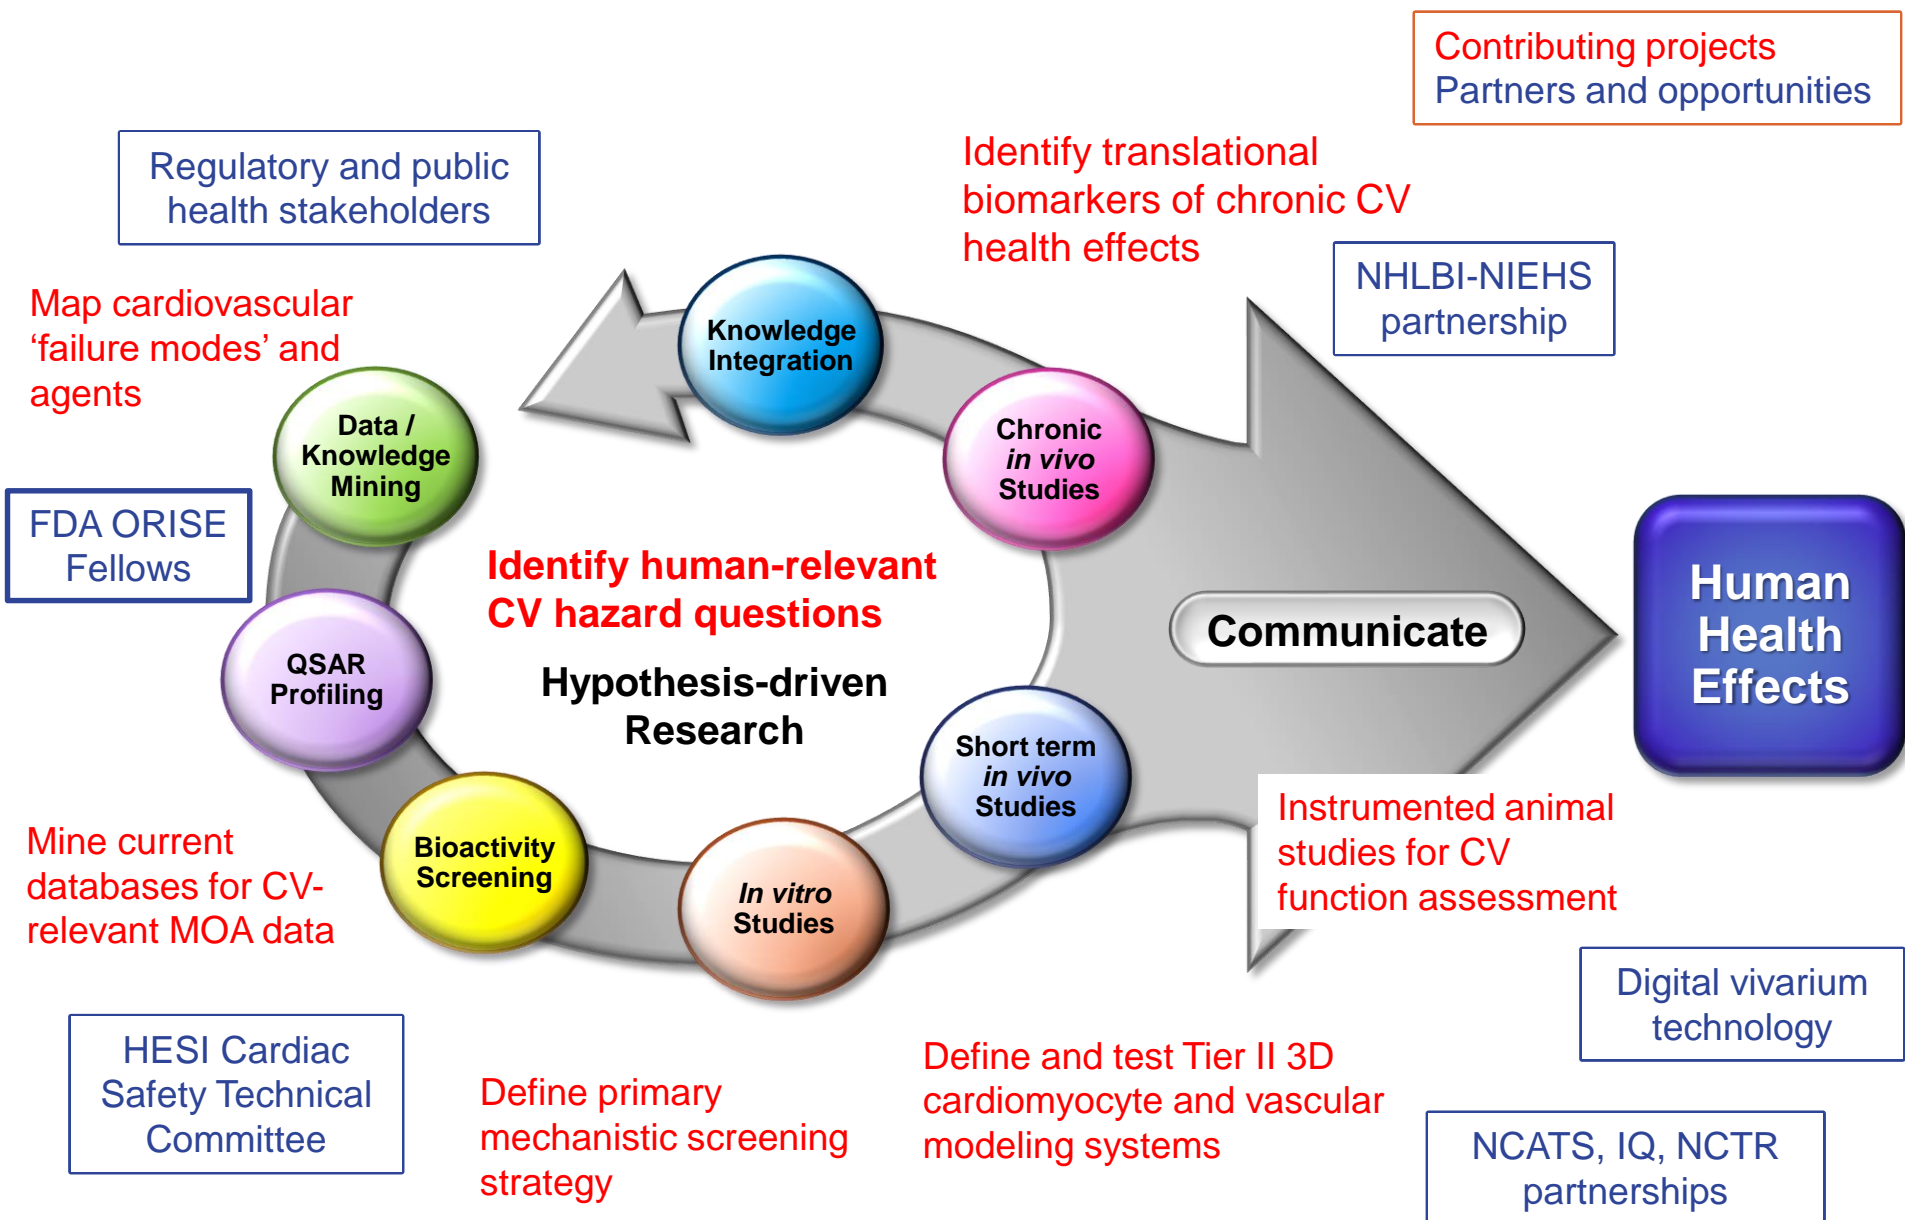 Contributing projects
Partners and opportunities
Regulatory and public
health stakeholders
Identify translational
biomarkers of chronic CV
health effects
NHLBI-NIEHS
partnership
Map cardiovascular
‘failure modes’ and
agents
Knowledge
Integration
Data /
Knowledge
Mining
Chronic
in vivo
Studies
FDA ORISE
Fellows
Identify human-relevant
CV hazard questions
Hypothesis-driven
Research
QSAR
Profiling
Communicate
Human
Health
Effects
Short term
in vivo
Studies
Instrumented animal
studies for CV
function assessment
Mine current
databases for CV-
relevant MOA data
Bioactivity
Screening
In vitro
Studies
Digital vivarium
technology
HESI Cardiac
Safety Technical
Committee
Define primary
mechanistic screening
strategy
Define and test Tier II 3D
cardiomyocyte and vascular
modeling systems
NCATS, IQ, NCTR
partnerships